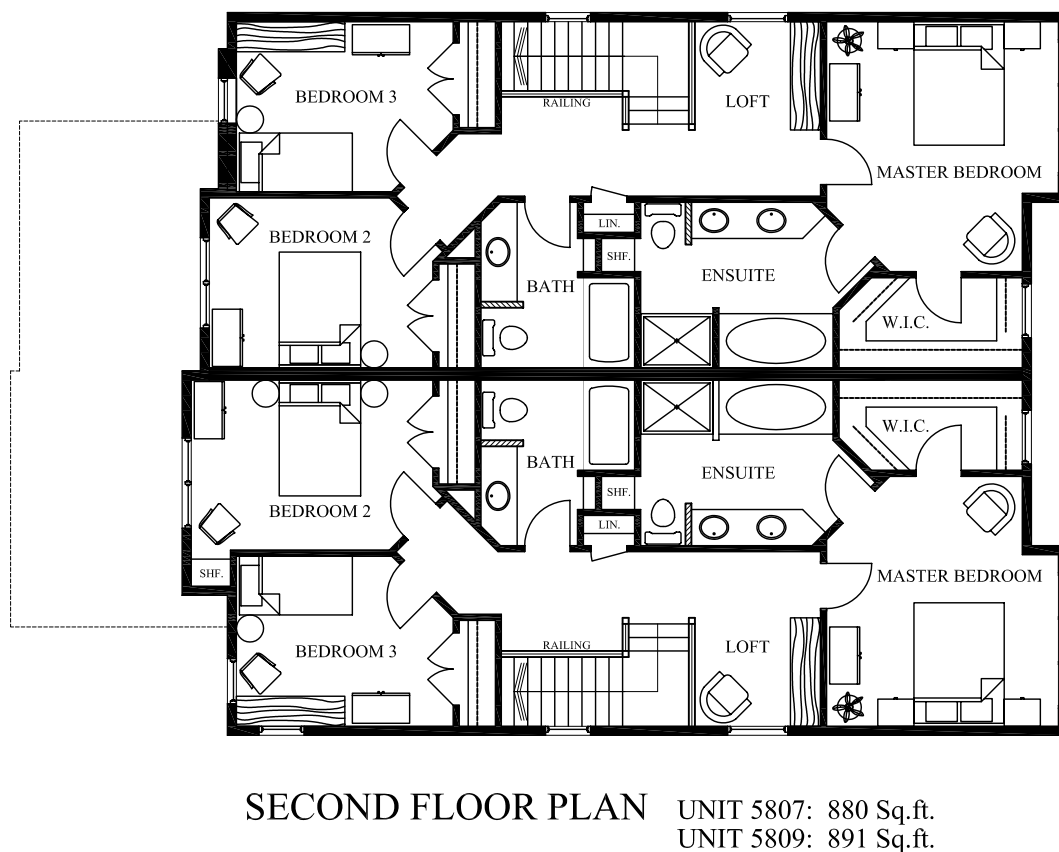 BEDROOM 3
RAILING
LOFT
MASTER BEDROOM
BEDROOM 2
LIN.
SHF.
BATH
ENSUITE
W.I.C.
W.I.C.
BATH
ENSUITE
SHF.
BEDROOM 2
LIN.
SHF.
MASTER BEDROOM
BEDROOM 3
RAILING
LOFT
SECOND FLOOR PLAN
UNIT 5807: 880 Sq.ft.
UNIT 5809: 891 Sq.ft.